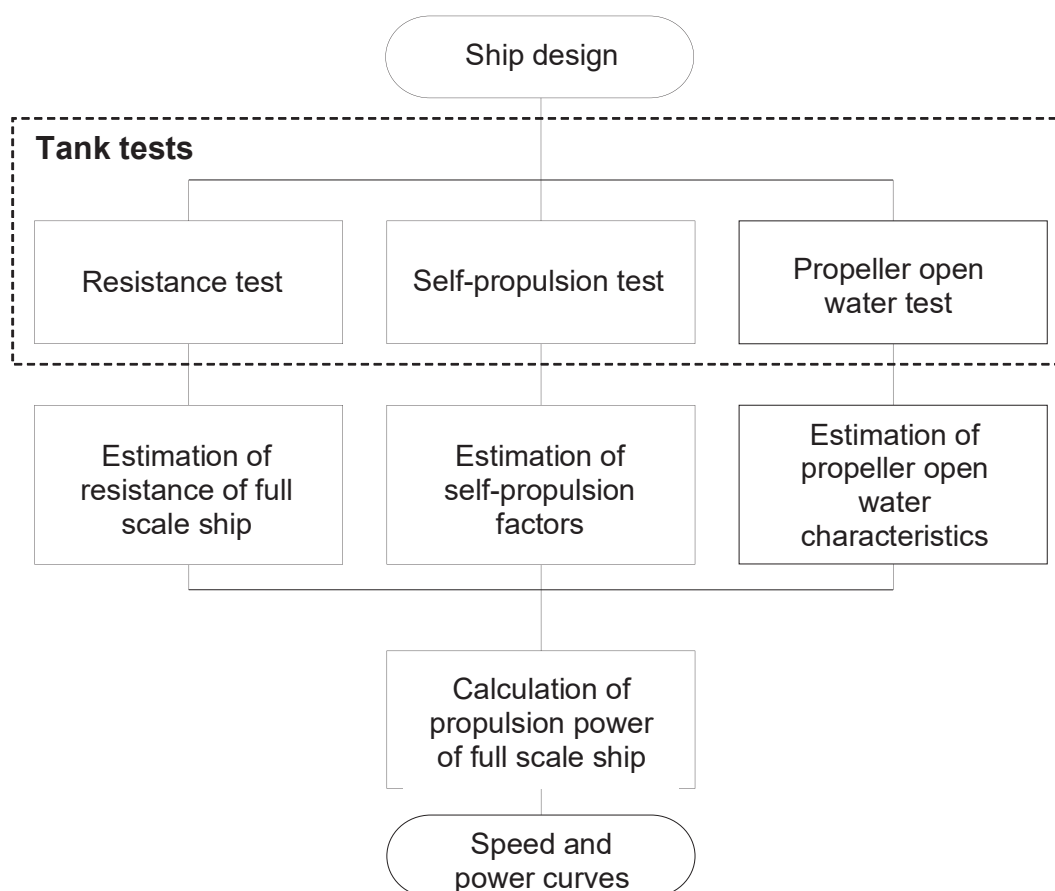 Ship design
Tank tests
Resistance test
Self-propulsion test
Propeller open
water test
Estimation of
resistance of full
scale ship
Estimation of
self-propulsion
factors
Estimation of
propeller open
water
characteristics
Calculation of
propulsion power
of full scale ship
Speed and
power curves